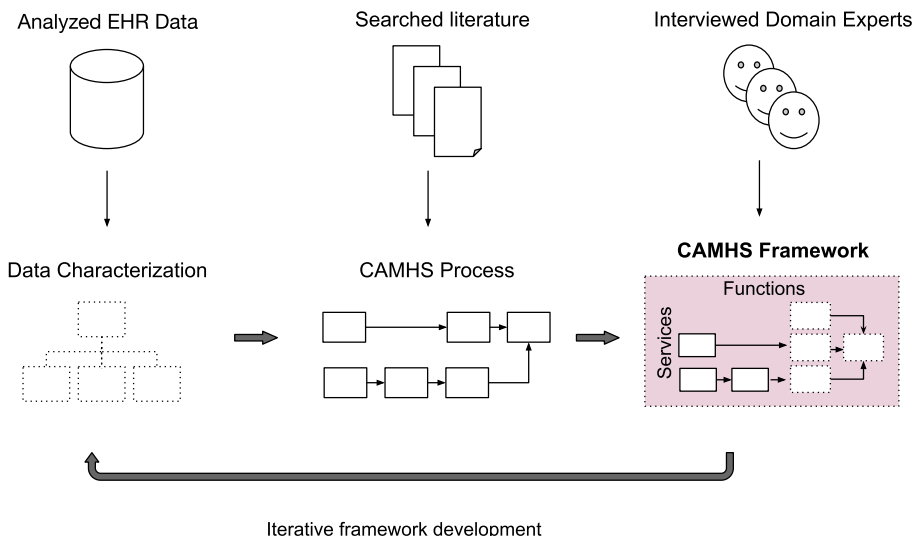 Analyzed EHR Data
Searched literature
Interviewed Domain Experts
Data Characterization
CAMHS Process
CAMHS Framework
Functions
Services
Iterative framework development